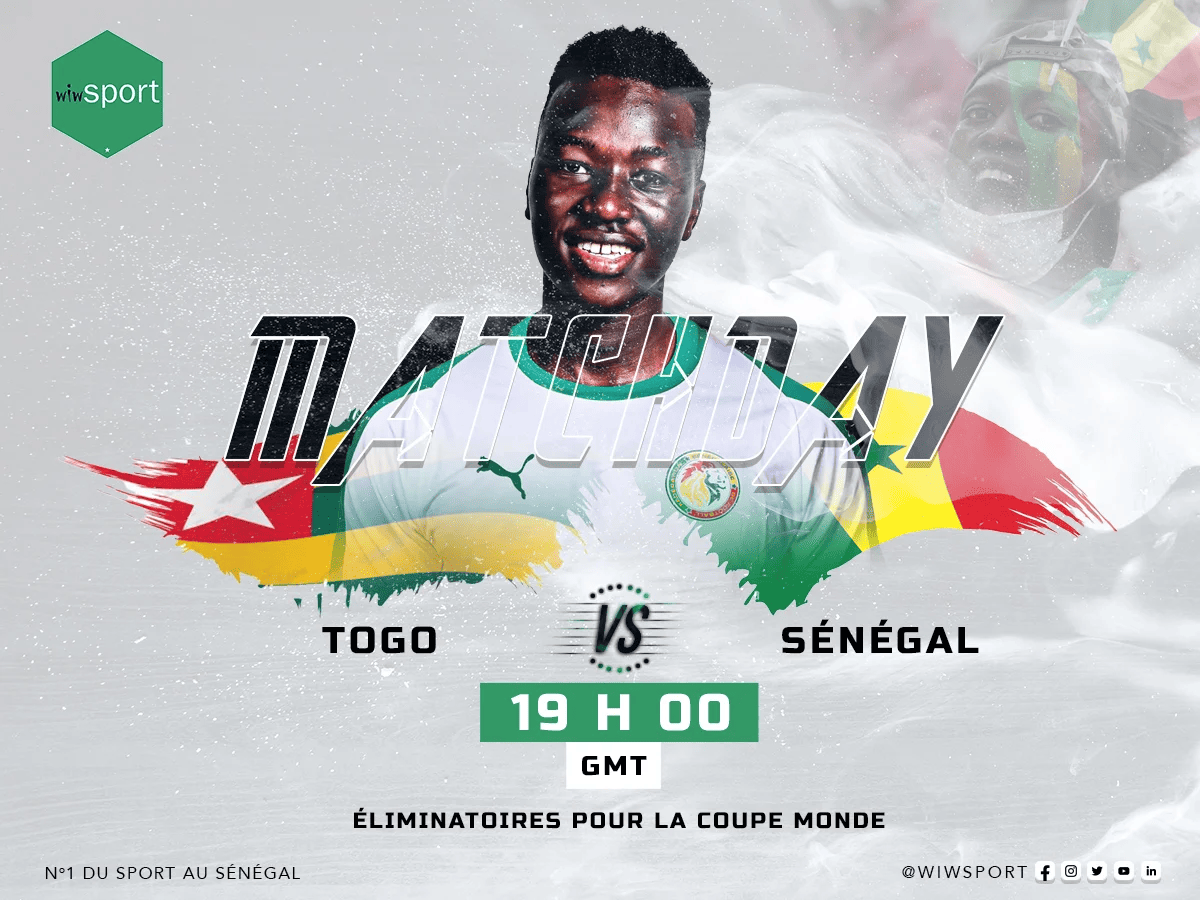 wiwsport
MATCHDAY
VS
TOGO
SÉNÉGAL
19 H 00
GMT
ÉLIMINATOIRES POUR LA COUPE MONDE
N°1 DU SPORT AU SÉNÉGAL
@WIWSPORT